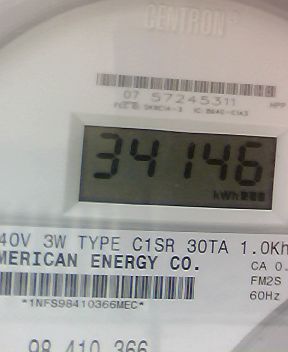 CENTRON®
07 57245311
HPP
34146
kWh
40V 3W TYPE C1SR 30TA 1.0Kh
MERICAN ENERGY CO.
CA 0.
FM2S
60Hz
*1NFS98410366MEC*
98 410 366